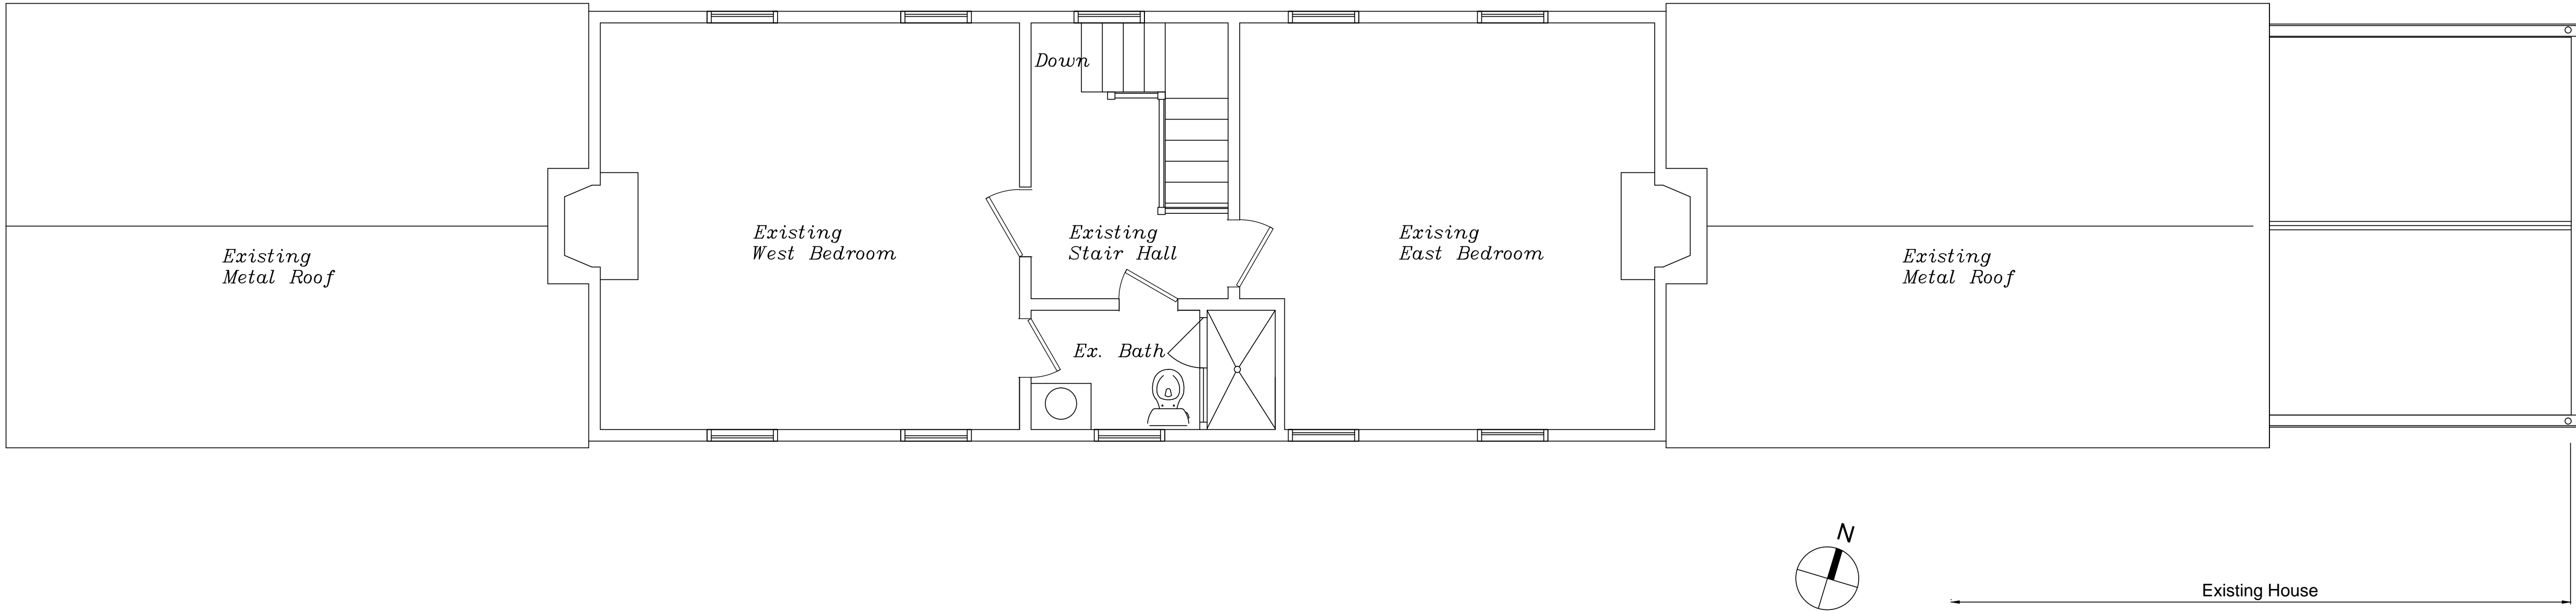 Down
Existing
Metal Roof
Existing
West Bedroom
Existing
Stair Hall
Exising
East Bedroom
Existing
Metal Roof
Ex. Bath
N
Existing House